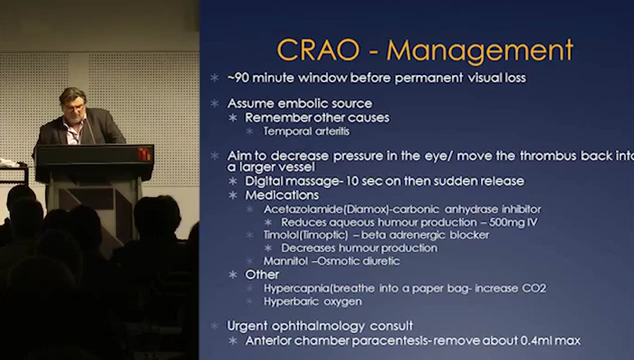 CRAO - Management
~90 minute window before permanent visual loss
Assume embolic source
Remember other causes
Temporal arteritis
Aim to decrease pressure in the eye/ move the thrombus back into
a larger vessel
Digital massage- 10 sec on then sudden release
Medications
Acetazolamide(Diamox)-carbonic anhydrase inhibitor
Reduces aqueous humour production – 500mg IV
Timolol(Timoptic) – beta adrenergic blocker
Decreases humour production
Mannitol –Osmotic diuretic
Other
Hypercapnia(breathe into a paper bag- increase CO2
Hyperbaric oxygen
Urgent ophthalmology consult
Anterior chamber paracentesis- remove about 0.4ml max